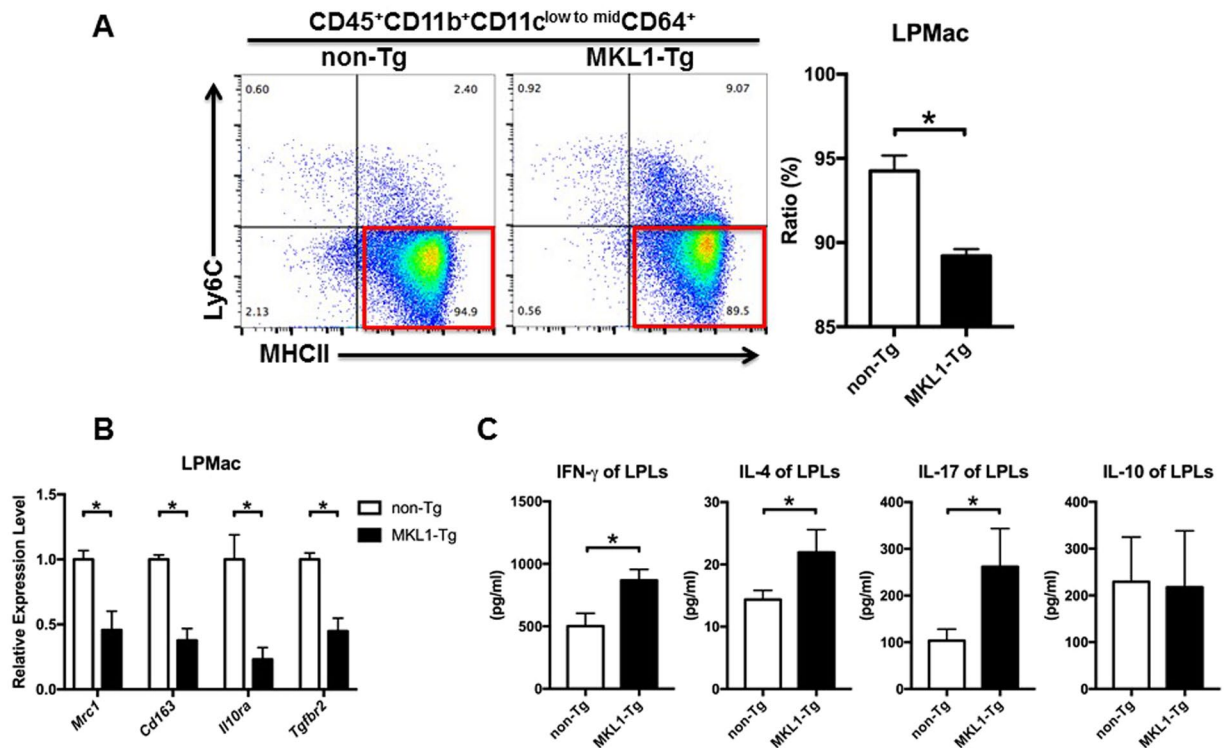 A
CD45⁺CD11b⁺CD11cˡᵒʷ ᵗᵒ ᵐⁱᵈCD64⁺
non-Tg
MKL1-Tg
0.60
2.40
2.13
94.9
0.92
9.07
0.56
89.5
Ly6C
MHCII
LPMac
Ratio (%)
100
95
90
85
*
non-Tg
MKL1-Tg
B
LPMac
Relative Expression Level
1.5
1.0
0.5
0.0
* * * *
Mrc1
Cd163
Il10ra
Tgfbr2
non-Tg
MKL1-Tg
C
IFN-γ of LPLs
(pg/ml)
1500
1000
500
0
*
non-Tg
MKL1-Tg
IL-4 of LPLs
(pg/ml)
30
20
10
0
*
non-Tg
MKL1-Tg
IL-17 of LPLs
(pg/ml)
400
300
200
100
0
*
non-Tg
MKL1-Tg
IL-10 of LPLs
(pg/ml)
400
300
200
100
0
non-Tg
MKL1-Tg